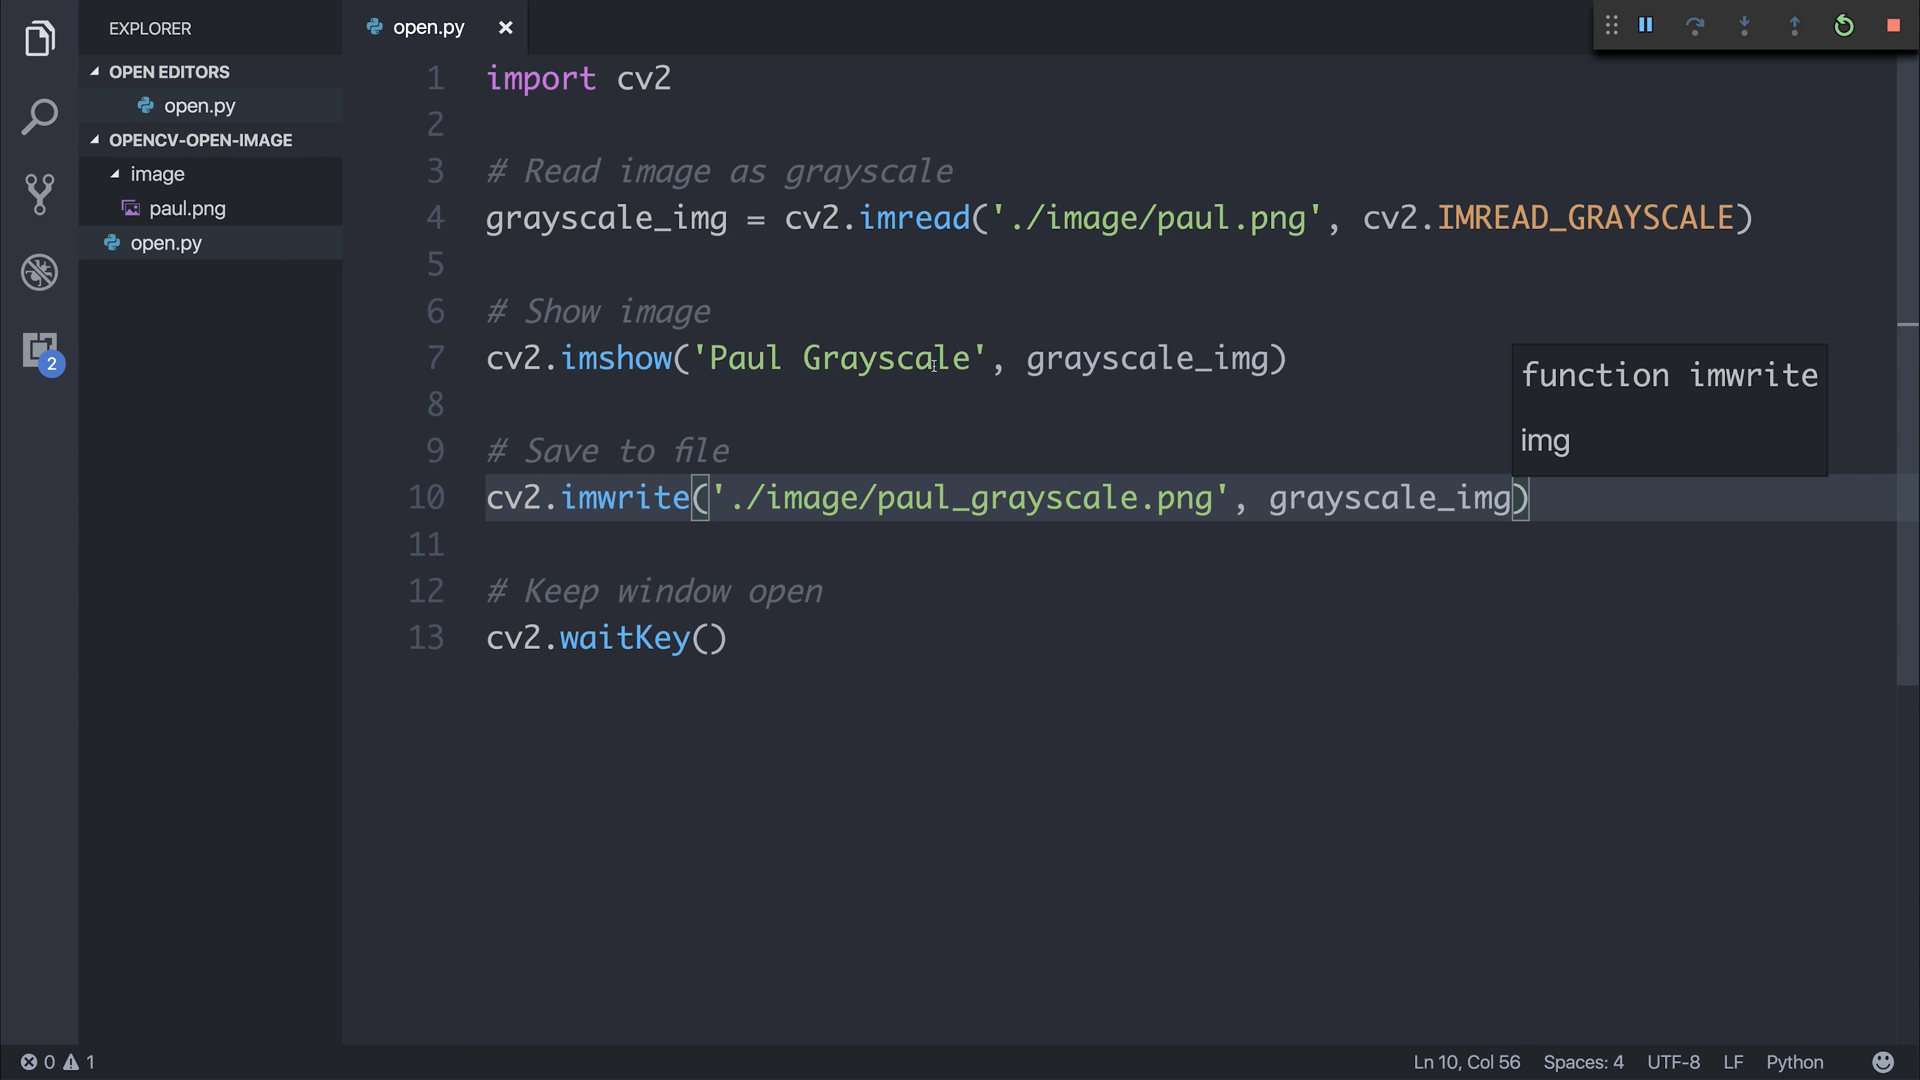 EXPLORER
OPEN EDITORS
open.py
OPENCV-OPEN-IMAGE
image
paul.png
open.py
2
open.py
1 import cv2
2
3 # Read image as grayscale
4 grayscale_img = cv2.imread('./image/paul.png', cv2.IMREAD_GRAYSCALE)
5
6 # Show image
7 cv2.imshow('Paul Grayscale', grayscale_img)
8
9 # Save to file
10 cv2.imwrite('./image/paul_grayscale.png', grayscale_img)
11
12 # Keep window open
13 cv2.waitKey()
function imwrite
img
0 1
Ln 10, Col 56 Spaces: 4 UTF-8 LF Python